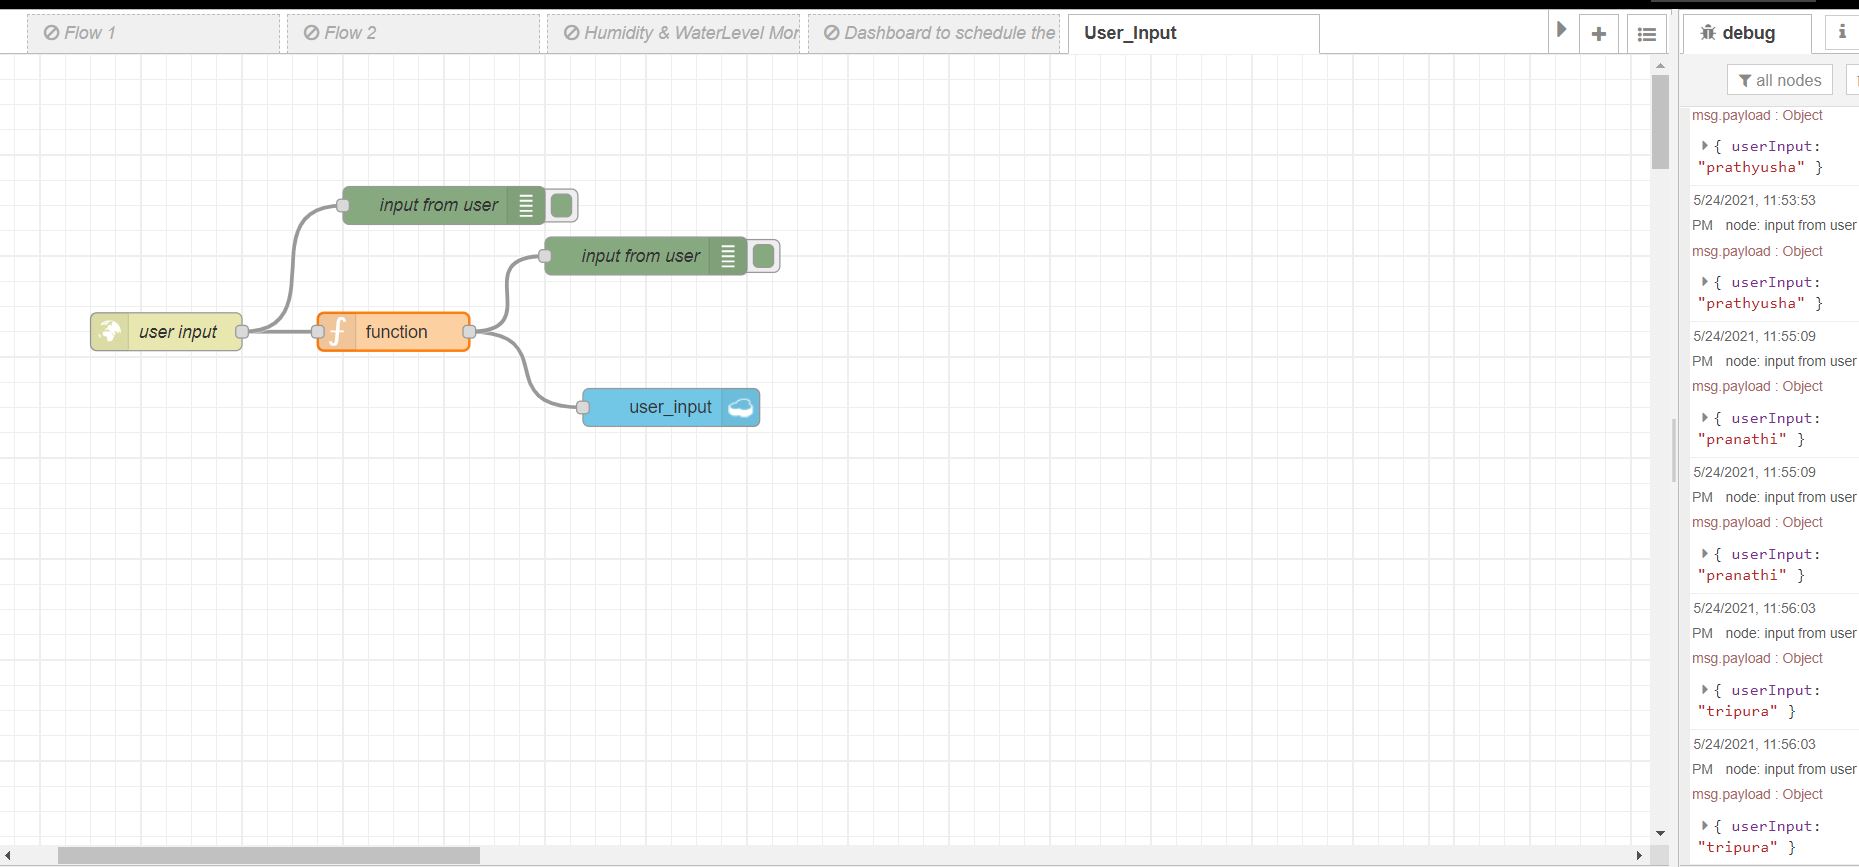 Flow 1
Flow 2
Humidity & WaterLevel Mor
Dashboard to schedule the
User_Input
debug
i
all nodes
input from user
input from user
user input
function
user_input
msg.payload : Object
{ userInput:
"prathyusha" }
5/24/2021, 11:53:53
PM node: input from user
msg.payload : Object
{ userInput:
"prathyusha" }
5/24/2021, 11:55:09
PM node: input from user
msg.payload : Object
{ userInput:
"pranathi" }
5/24/2021, 11:55:09
PM node: input from user
msg.payload : Object
{ userInput:
"pranathi" }
5/24/2021, 11:56:03
PM node: input from user
msg.payload : Object
{ userInput:
"tripura" }
5/24/2021, 11:56:03
PM node: input from user
msg.payload : Object
{ userInput:
"tripura" }